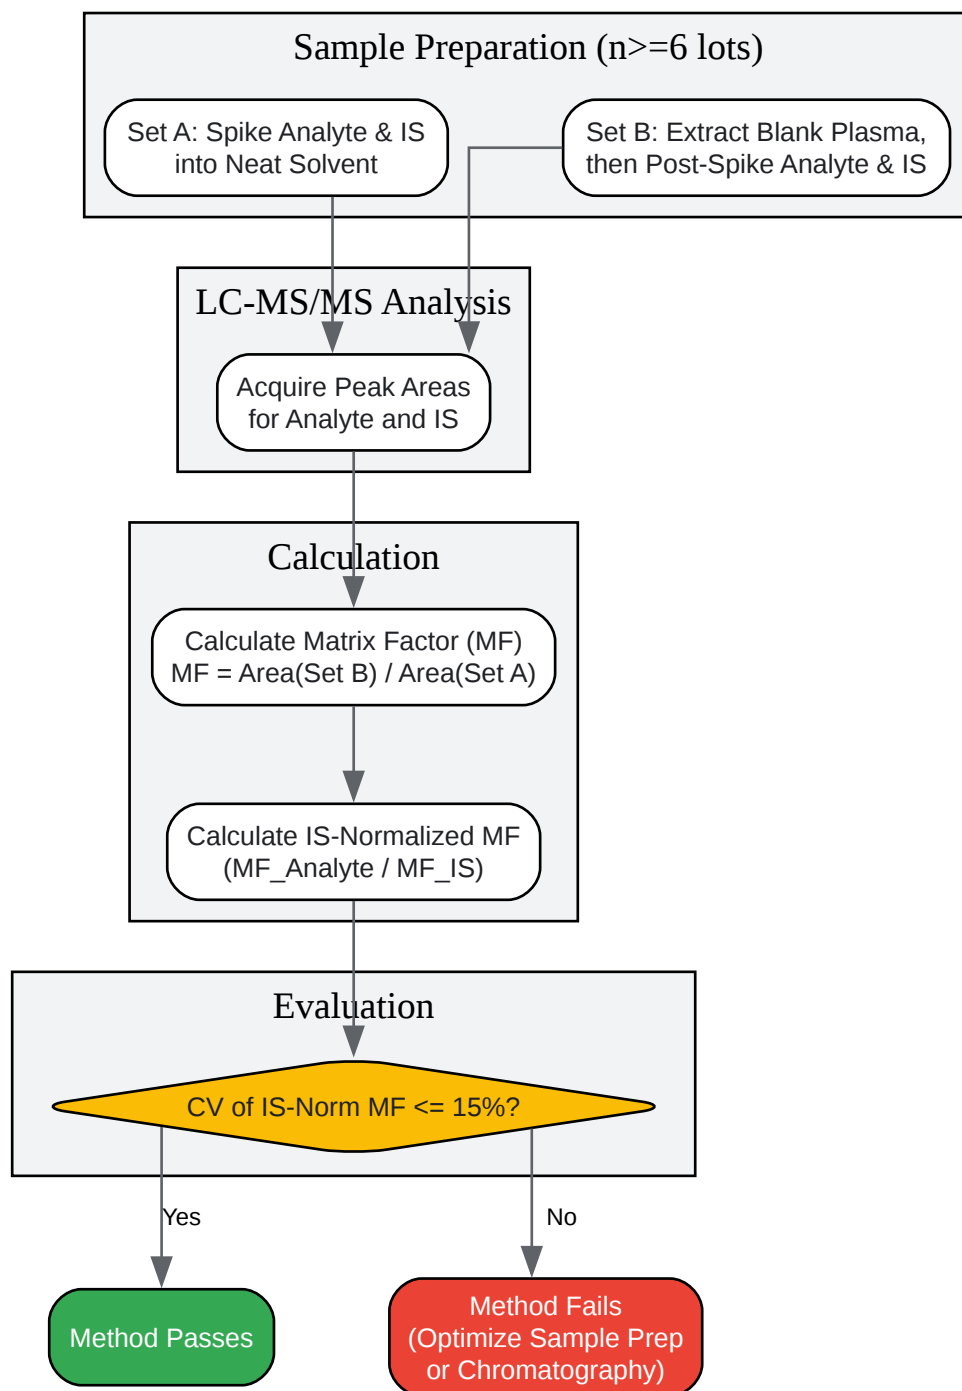 Sample Preparation (n>=6 lots)
Set A: Spike Analyte & IS
into Neat Solvent
Set B: Extract Blank Plasma,
then Post-Spike Analyte & IS
LC-MS/MS Analysis
Acquire Peak Areas
for Analyte and IS
Calculation
Calculate Matrix Factor (MF)
MF = Area(Set B) / Area(Set A)
Calculate IS-Normalized MF
(MF_Analyte / MF_IS)
Evaluation
CV of IS-Norm MF <= 15%?
Yes
No
Method Passes
Method Fails
(Optimize Sample Prep
or Chromatography)